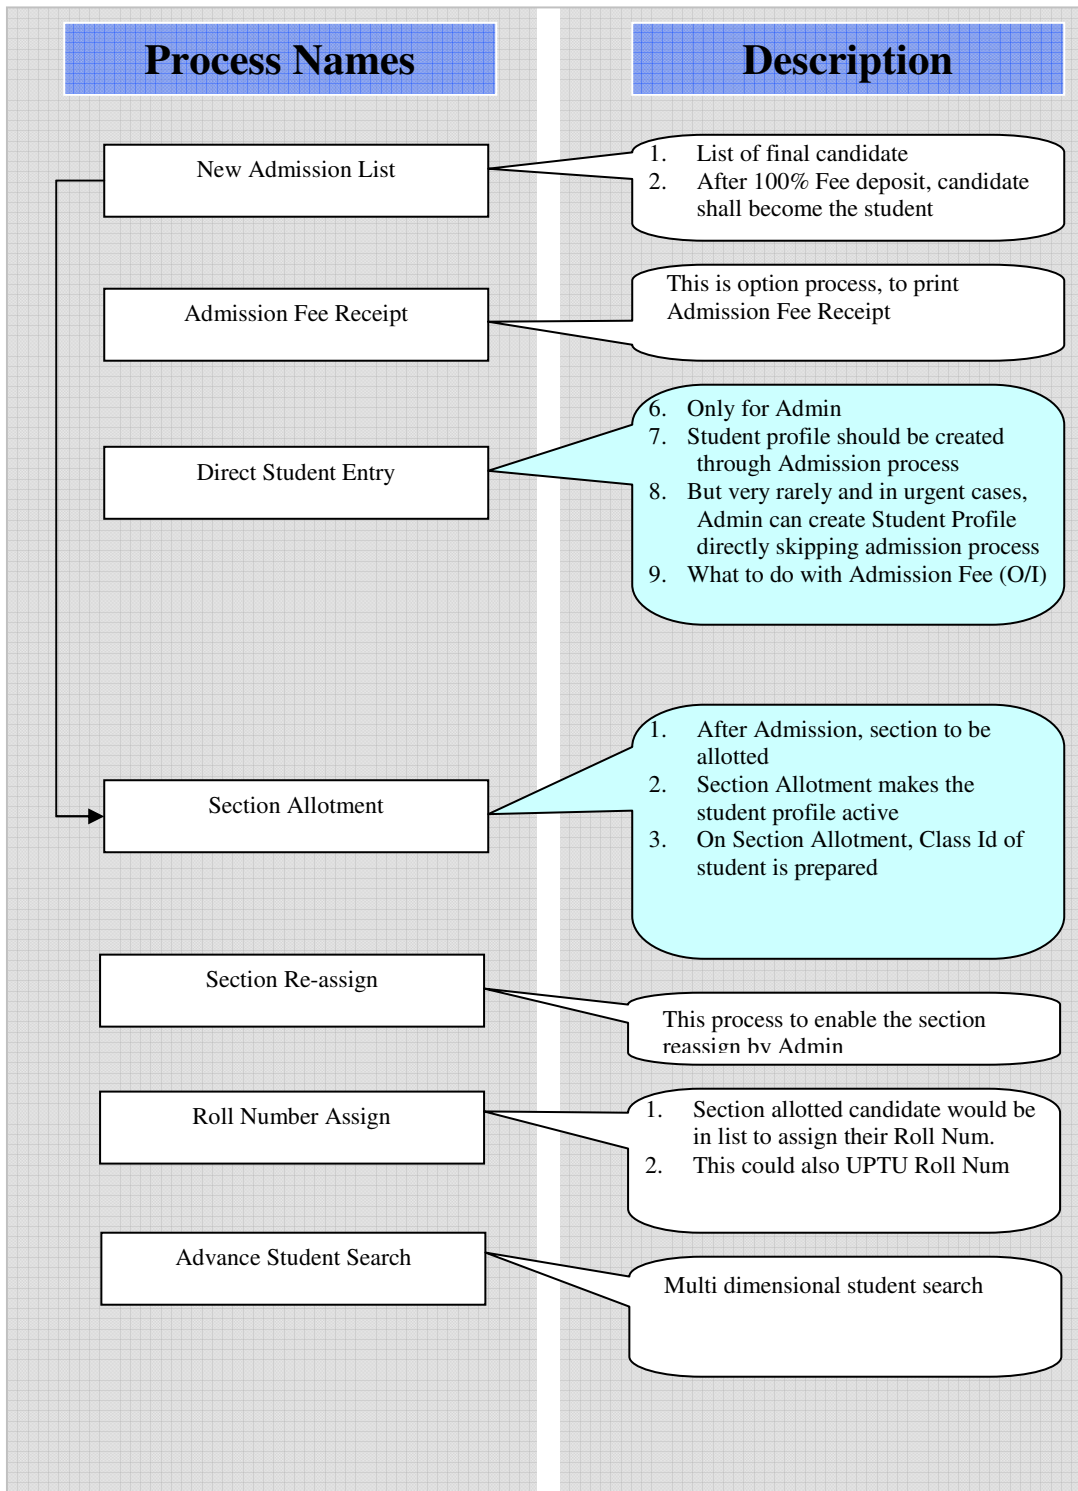 Process Names
Description
New Admission List
1. List of final candidate
2. After 100% Fee deposit, candidate
shall become the student
Admission Fee Receipt
This is option process, to print
Admission Fee Receipt
Direct Student Entry
6. Only for Admin
7. Student profile should be created
through Admission process
8. But very rarely and in urgent cases,
Admin can create Student Profile
directly skipping admission process
9. What to do with Admission Fee (O/I)
Section Allotment
1. After Admission, section to be
allotted
2. Section Allotment makes the
student profile active
3. On Section Allotment, Class Id of
student is prepared
Section Re-assign
This process to enable the section
reassign by Admin
Roll Number Assign
1. Section allotted candidate would be
in list to assign their Roll Num.
2. This could also UPTU Roll Num
Advance Student Search
Multi dimensional student search